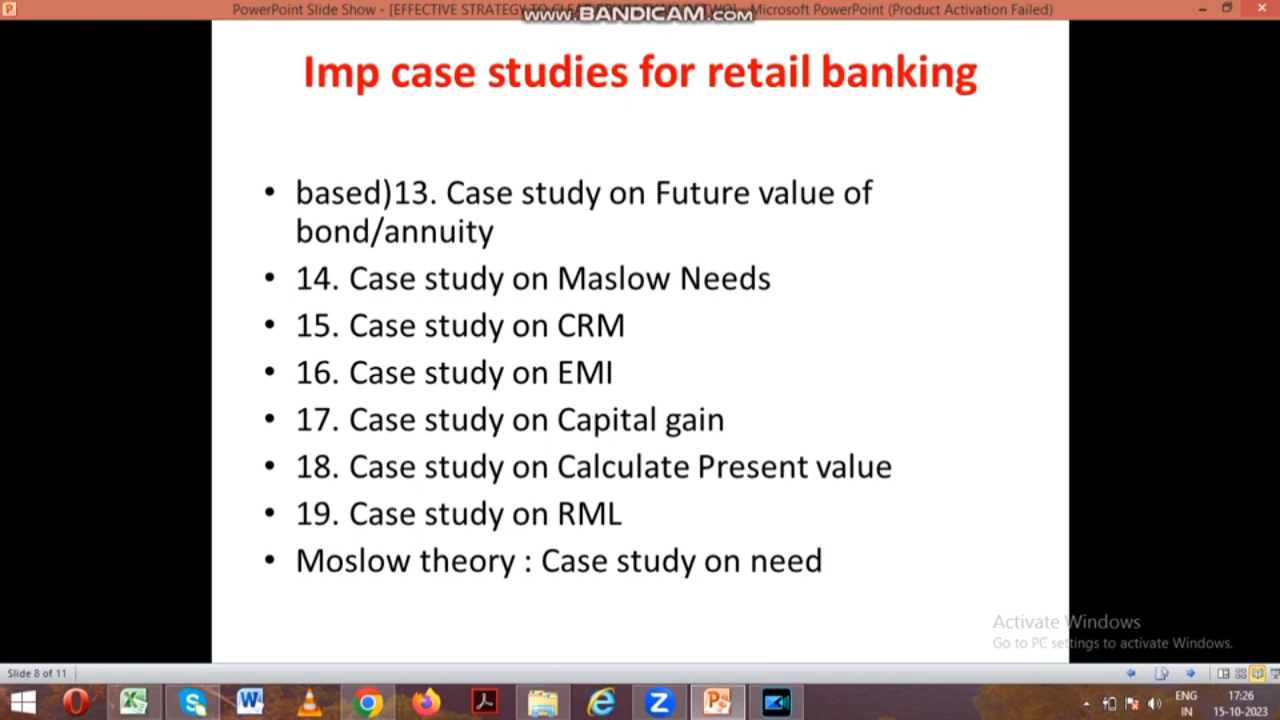 PowerPoint Slide Show - [EFFECTIVE STRATEGY TO CLEAR - Microsoft PowerPoint (Product Activation Failed)
www.BANDICAM.com
Imp case studies for retail banking
• based)13. Case study on Future value of
bond/annuity
• 14. Case study on Maslow Needs
• 15. Case study on CRM
• 16. Case study on EMI
• 17. Case study on Capital gain
• 18. Case study on Calculate Present value
• 19. Case study on RML
• Moslow theory : Case study on need
Activate Windows
Go to PC settings to activate Windows.
Slide 8 of 11
ENG
IN
17:26
15-10-2023